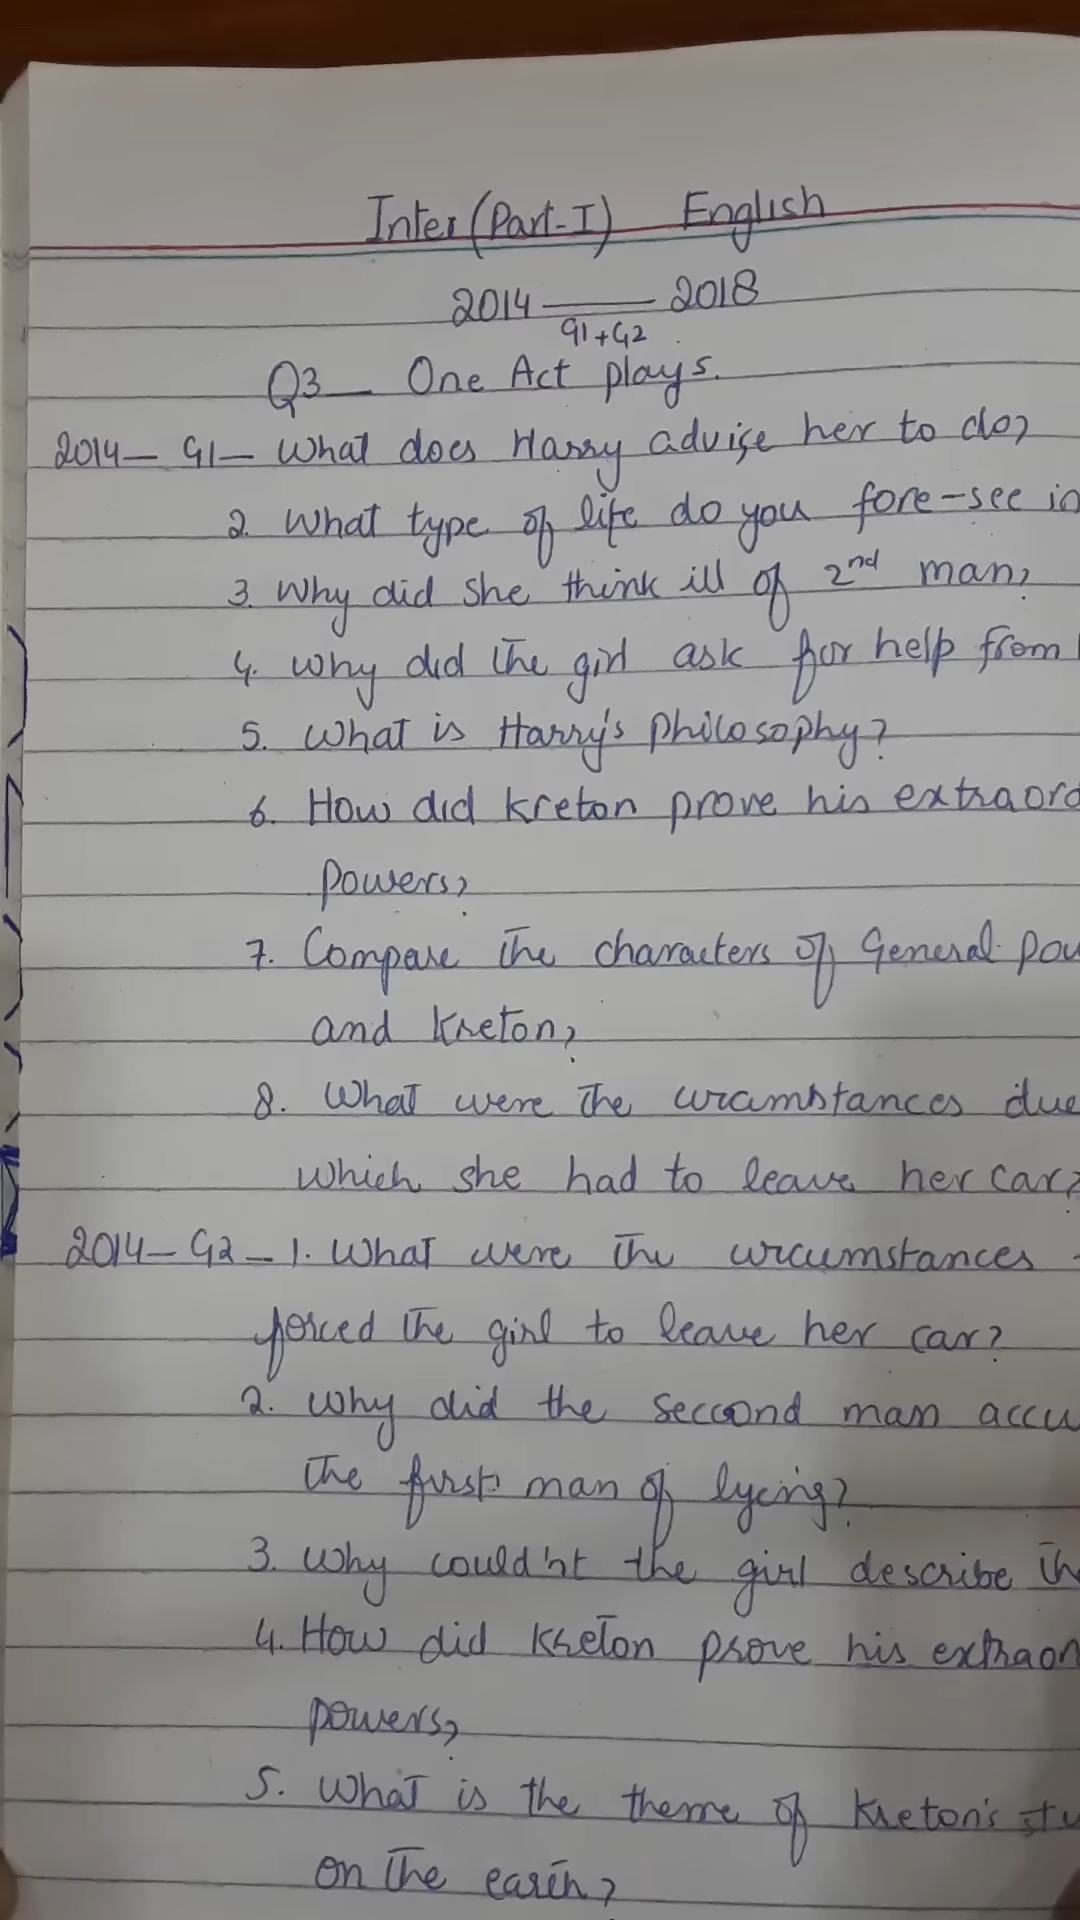 Inter (Part-I) English
2014 —— 2018
G1+G2
Q3 — One Act plays.
2014 — G1 — What does Harry advise her to do?
2. What type of life do you fore-see in
3. Why did she think ill of 2nd man?
4. Why did the girl ask for help from
5. What is Harry's philosophy?
6. How did Kreton prove his extraord
powers?
7. Compare the characters of General. Pow
and Kreton?
8. What were the circumstances due
which she had to leave her car?
2014 — G2 — 1. What were the circumstances
forced the girl to leave her car?
2. Why did the seccond man accu
the first man of lyeing?
3. Why could'nt the girl describe th
4. How did Kreton prove his extraor
powers?
5. What is the theme of Kreton's stu
on the earth?